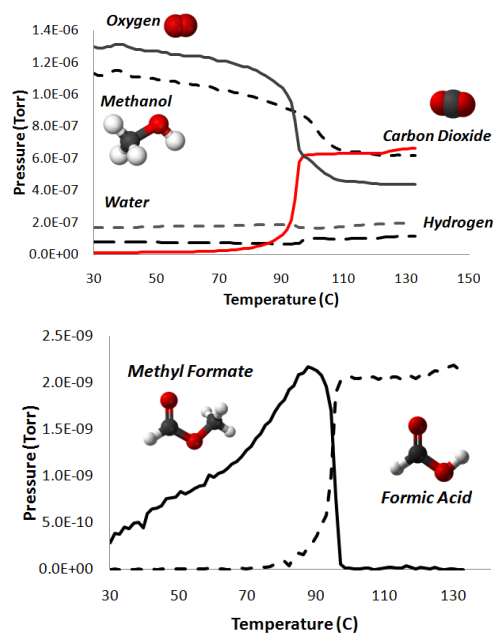 Oxygen
1.4E-06
1.2E-06
1.0E-06
8.0E-07
6.0E-07
4.0E-07
2.0E-07
0.0E+00
Pressure (Torr)
Methanol
Carbon Dioxide
Water
Hydrogen
30 50 70 90 110 130 150
Temperature (C)
2.5E-09
2.0E-09
1.5E-09
1.0E-09
5.0E-10
0.0E+00
Pressure (Torr)
Methyl Formate
Formic Acid
30 50 70 90 110 130
Temperature (C)